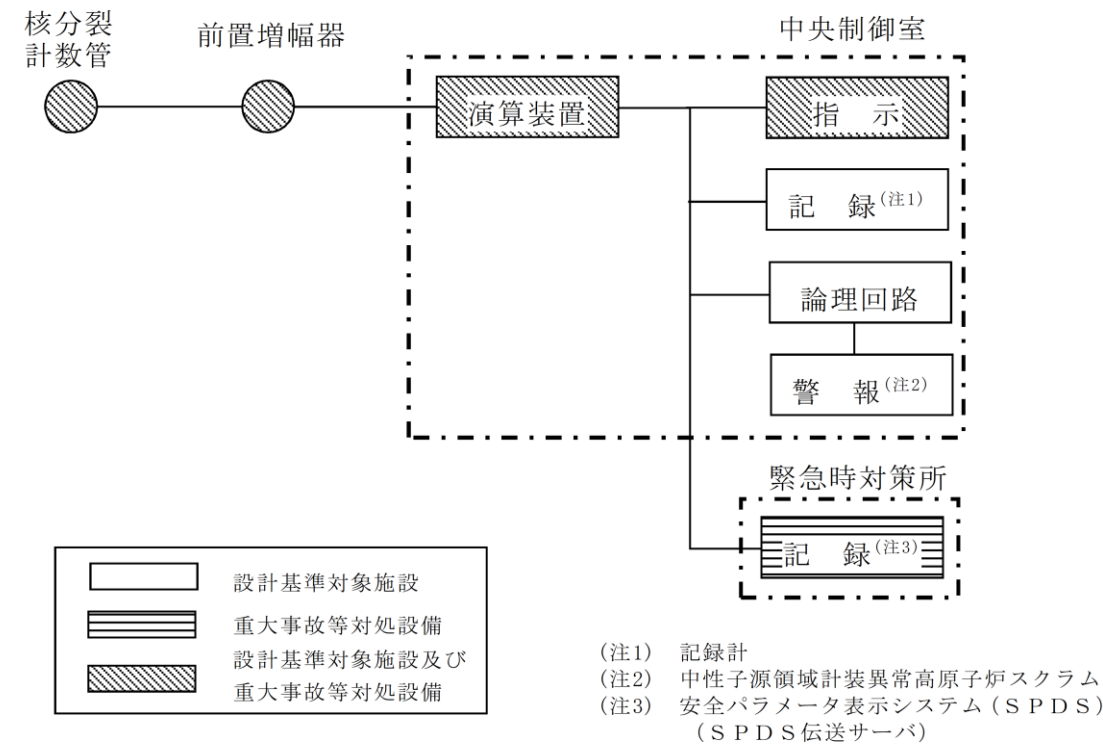 核分裂
計数管
前置増幅器
中央制御室
演算装置
指　示
記　録(注1)
論理回路
警　報(注2)
緊急時対策所
記　録(注3)
設計基準対象施設
重大事故等対処設備
設計基準対象施設及び
重大事故等対処設備
(注1)　記録計
(注2)　中性子源領域計装異常高原子炉スクラム
(注3)　安全パラメータ表示システム(ＳＰＤＳ)
(ＳＰＤＳ伝送サーバ)